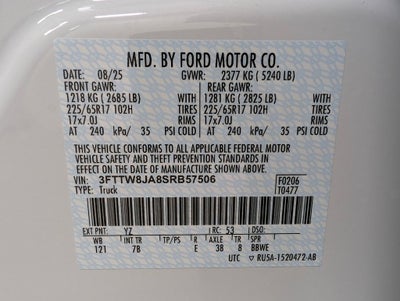 MFD. BY FORD MOTOR CO.
DATE: 08/25 GVWR: 2377 KG ( 5240 LB)
FRONT GAWR: REAR GAWR:
1218 KG ( 2685 LB) 1281 KG ( 2825 LB)
225/65R17 102H TIRES 225/65R17 102H TIRES
17x7.0J RIMS 17x7.0J RIMS
AT 240 kPa/ 35 PSI COLD AT 240 kPa/ 35 PSI COLD
THIS VEHICLE CONFORMS TO ALL APPLICABLE FEDERAL MOTOR
VEHICLE SAFETY AND THEFT PREVENTION STANDARDS IN
EFFECT ON THE DATE OF MANUFACTURE SHOWN ABOVE.
VIN: 3FTTW8JA8SRB57506 F0206
TYPE: Truck T0477
EXT PNT: YZ RC: 53 DSO:
WB INT TR TP/PS R AXLE TR SPR
121 7B E 38 8 BBWE
UTC ▽ RU5A-1520472-AB